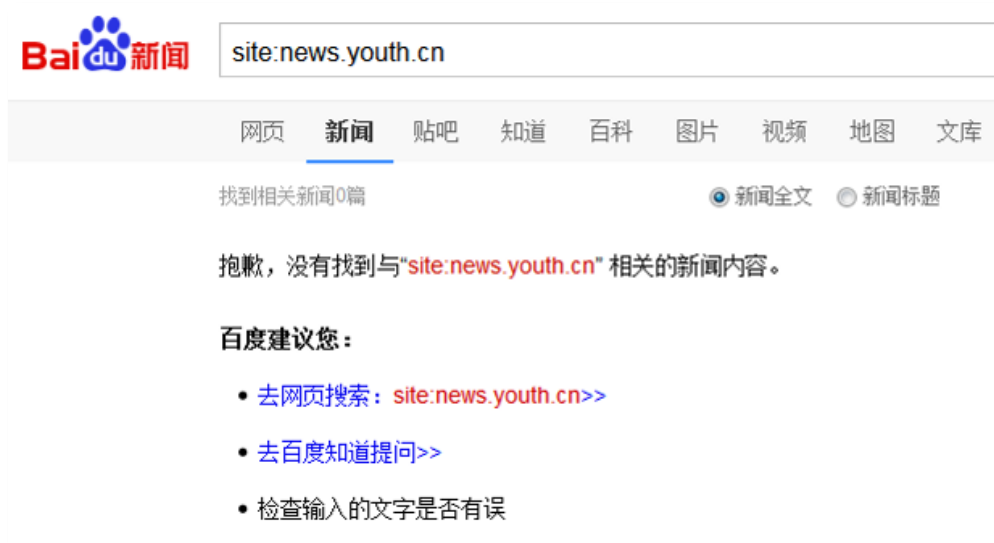 Bai du 新闻
site:news.youth.cn
网页 新闻 贴吧 知道 百科 图片 视频 地图 文库
找到相关新闻0篇 新闻全文 新闻标题
抱歉，没有找到与“site:news.youth.cn” 相关的新闻内容。
百度建议您：
• 去网页搜索：site:news.youth.cn>>
• 去百度知道提问>>
• 检查输入的文字是否有误